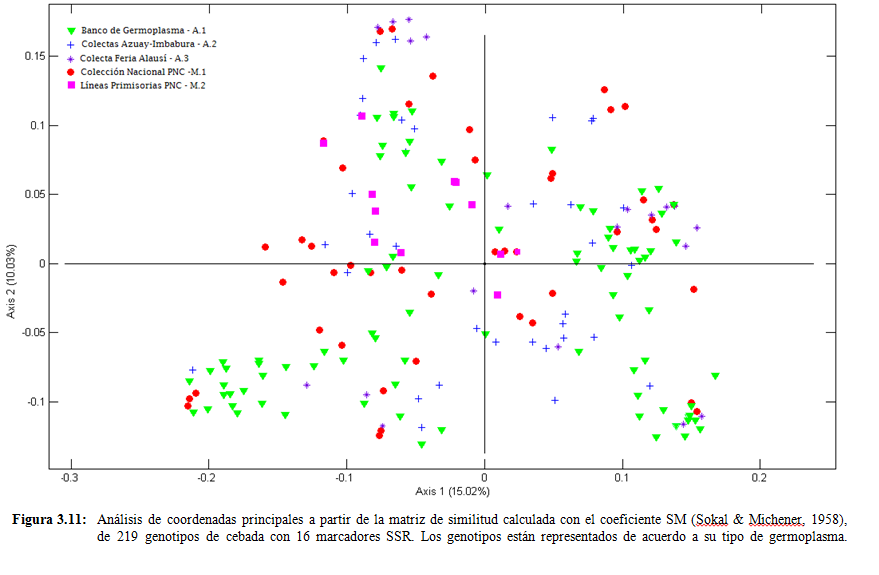 Banco de Germoplasma - A.1
Colectas Azuay-Imbabura - A.2
Colecta Feria Alausí - A.3
Colección Nacional PNC -M.1
Líneas Primisorias PNC - M.2
0.15
0.1
0.05
0
-0.05
-0.1
Axis 2 (10.03%)
-0.3
-0.2
-0.1
0
0.1
0.2
Axis 1 (15.02%)
Figura 3.11: Análisis de coordenadas principales a partir de la matriz de similitud calculada con el coeficiente SM (Sokal & Michener, 1958),
de 219 genotipos de cebada con 16 marcadores SSR. Los genotipos están representados de acuerdo a su tipo de germoplasma.